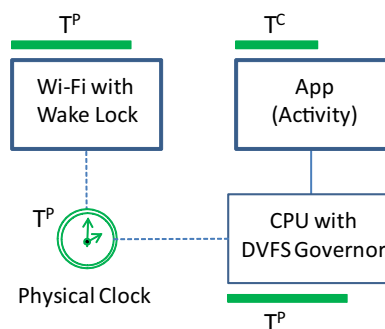 T^P
T^C
Wi-Fi with
Wake Lock
App
(Activity)
T^P
CPU with
DVFS Governor
Physical Clock
T^P